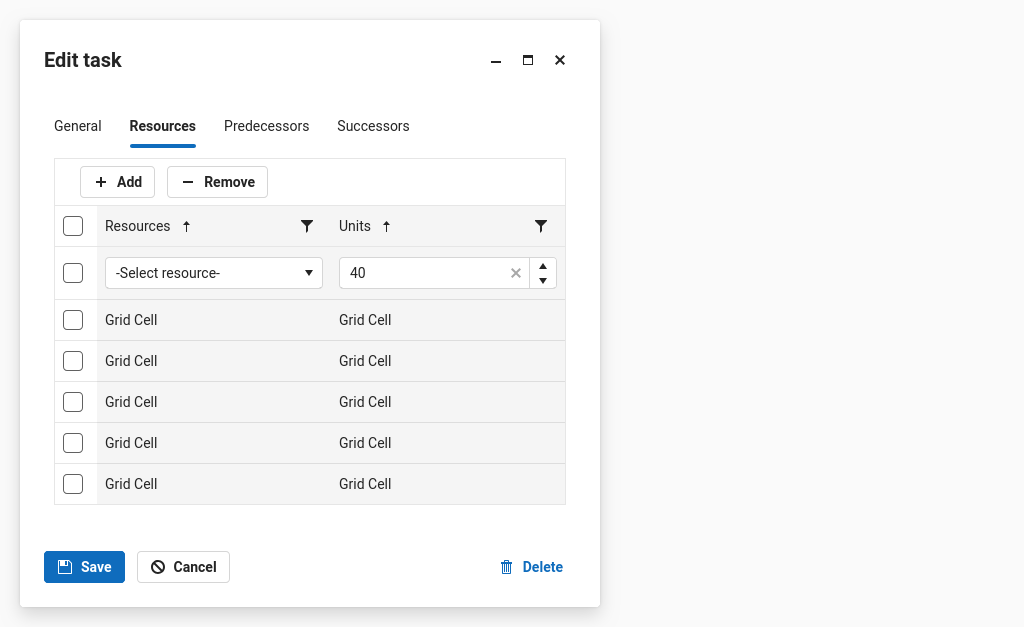 Edit task
General Resources Predecessors Successors
Add Remove
Resources Units
-Select resource- 40
Grid Cell Grid Cell
Grid Cell Grid Cell
Grid Cell Grid Cell
Grid Cell Grid Cell
Grid Cell Grid Cell
Save Cancel Delete